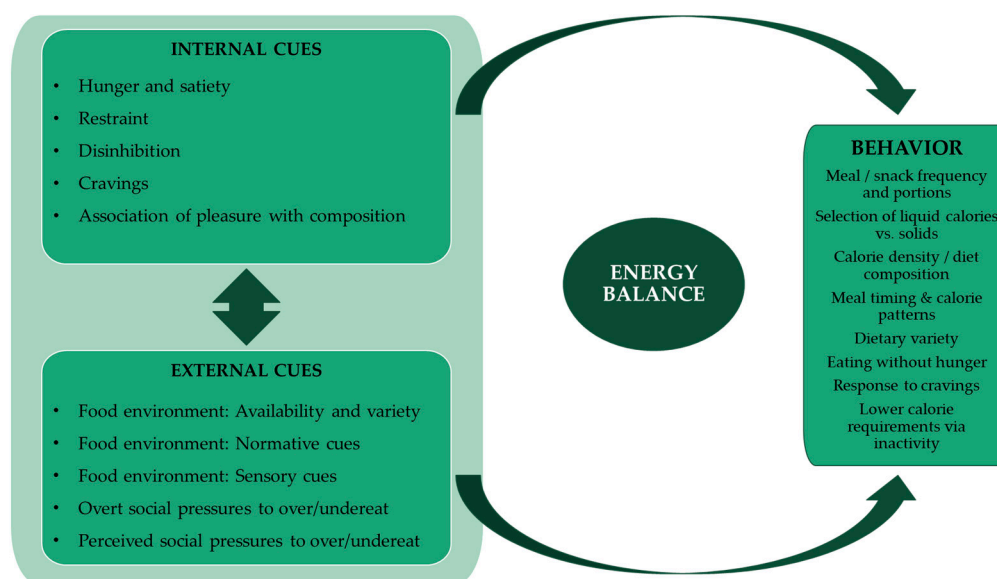 INTERNAL CUES
• Hunger and satiety
• Restraint
• Disinhibition
• Cravings
• Association of pleasure with composition
EXTERNAL CUES
• Food environment: Availability and variety
• Food environment: Normative cues
• Food environment: Sensory cues
• Overt social pressures to over/undereat
• Perceived social pressures to over/undereat
ENERGY
BALANCE
BEHAVIOR
Meal / snack frequency
and portions
Selection of liquid calories
vs. solids
Calorie density / diet
composition
Meal timing & calorie
patterns
Dietary variety
Eating without hunger
Response to cravings
Lower calorie
requirements via
inactivity